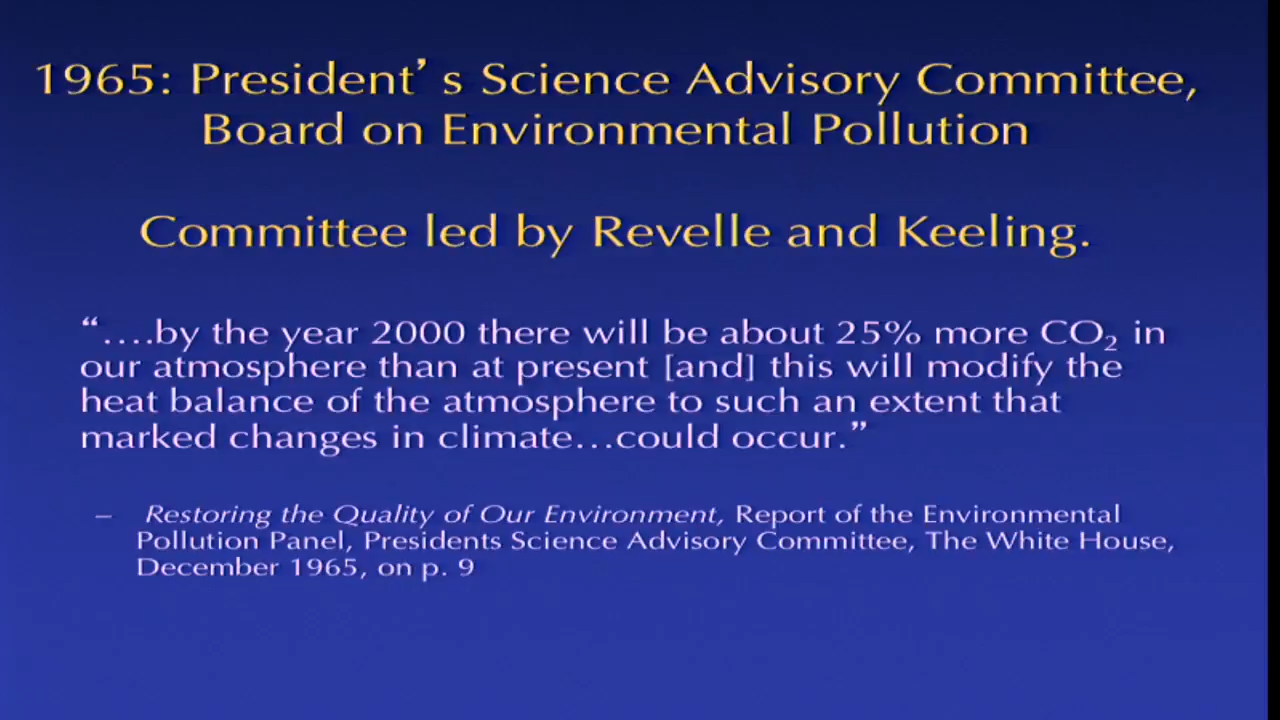 1965: President’s Science Advisory Committee,
Board on Environmental Pollution
Committee led by Revelle and Keeling.
“….by the year 2000 there will be about 25% more CO₂ in
our atmosphere than at present [and] this will modify the
heat balance of the atmosphere to such an extent that
marked changes in climate…could occur.”
– Restoring the Quality of Our Environment, Report of the Environmental
Pollution Panel, Presidents Science Advisory Committee, The White House,
December 1965, on p. 9